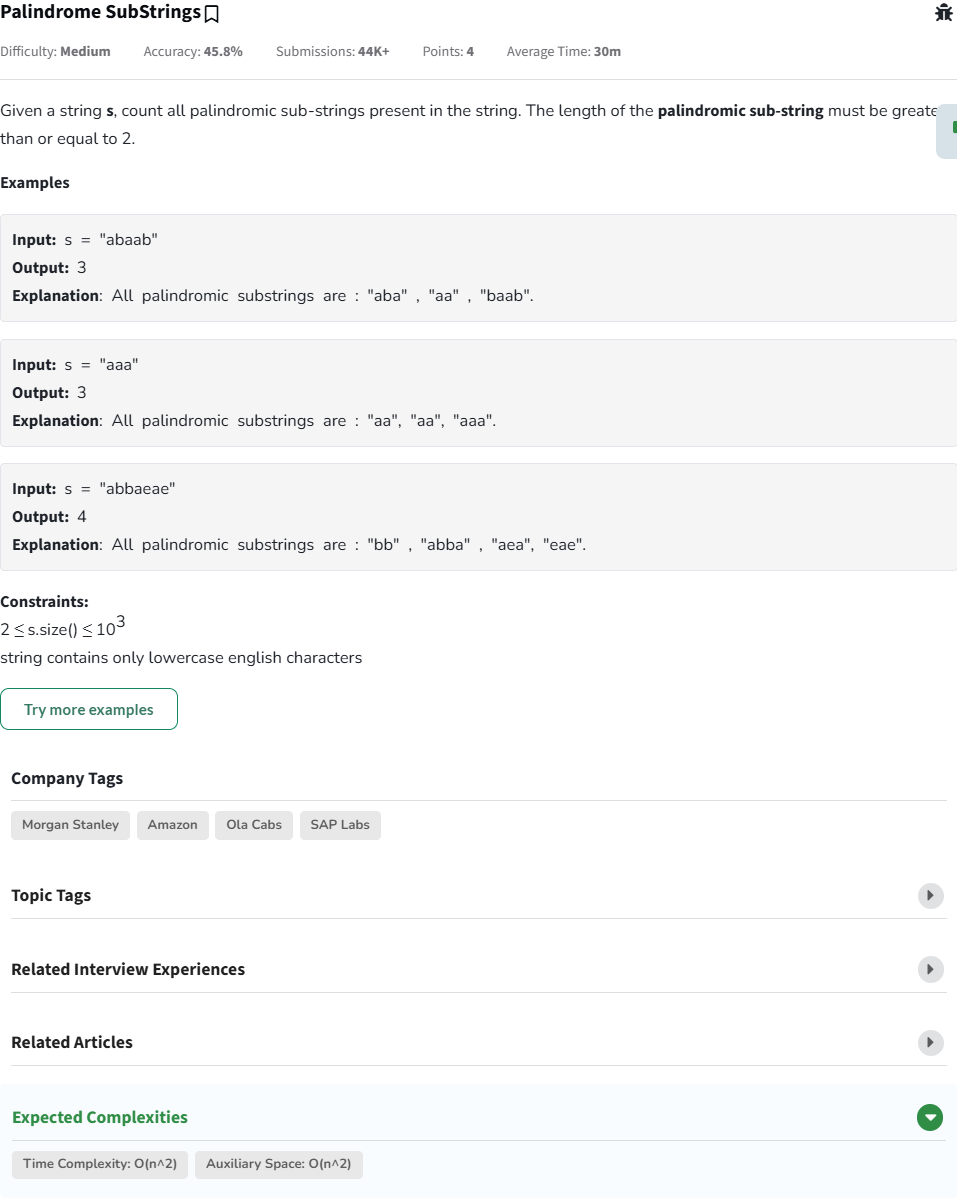 Palindrome SubStrings
Difficulty: Medium Accuracy: 45.8% Submissions: 44K+ Points: 4 Average Time: 30m
Given a string s, count all palindromic sub-strings present in the string. The length of the palindromic sub-string must be greate
than or equal to 2.
Examples
Input: s = "abaab"
Output: 3
Explanation: All palindromic substrings are : "aba" , "aa" , "baab".
Input: s = "aaa"
Output: 3
Explanation: All palindromic substrings are : "aa", "aa", "aaa".
Input: s = "abbaeae"
Output: 4
Explanation: All palindromic substrings are : "bb" , "abba" , "aea", "eae".
Constraints:
2 ≤ s.size() ≤ 10³
string contains only lowercase english characters
Try more examples
Company Tags
Morgan Stanley Amazon Ola Cabs SAP Labs
Topic Tags
Related Interview Experiences
Related Articles
Expected Complexities
Time Complexity: O(n^2) Auxiliary Space: O(n^2)